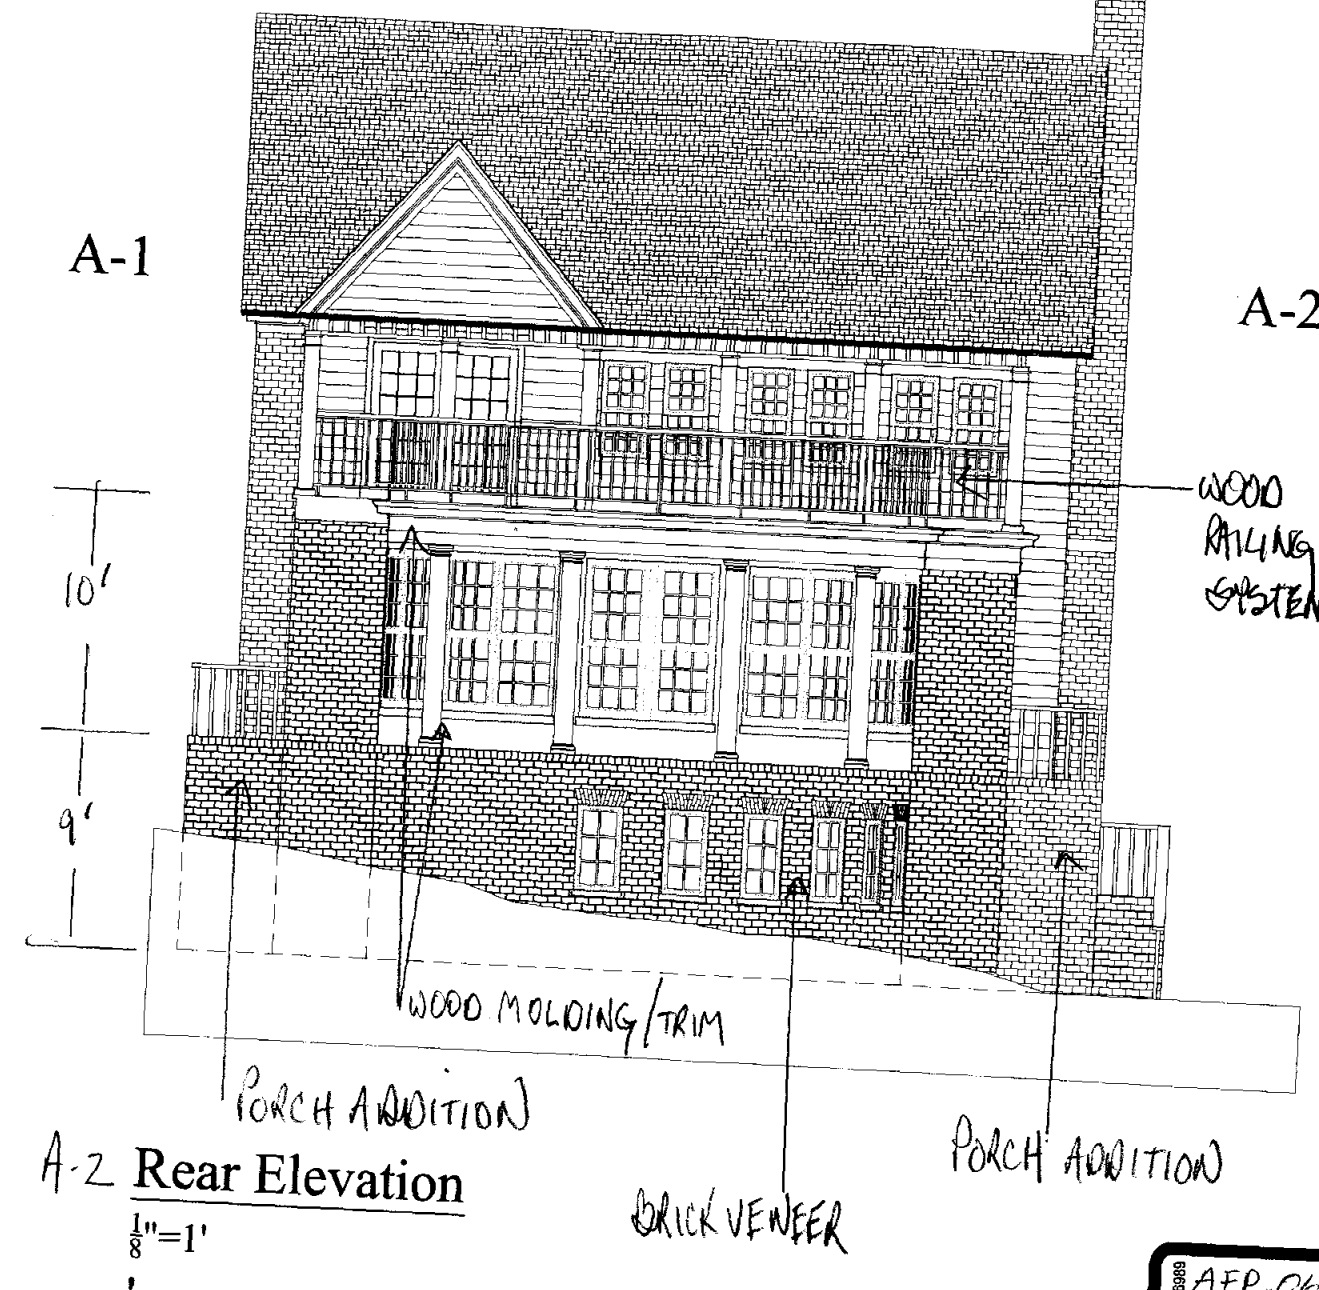 A-1
A-2
WOOD
RAILING
SYSTEM
10'
9'
WOOD MOLDING/TRIM
PORCH ADDITION
PORCH ADDITION
A-2 Rear Elevation
BRICK VENEER
1/8"=1'